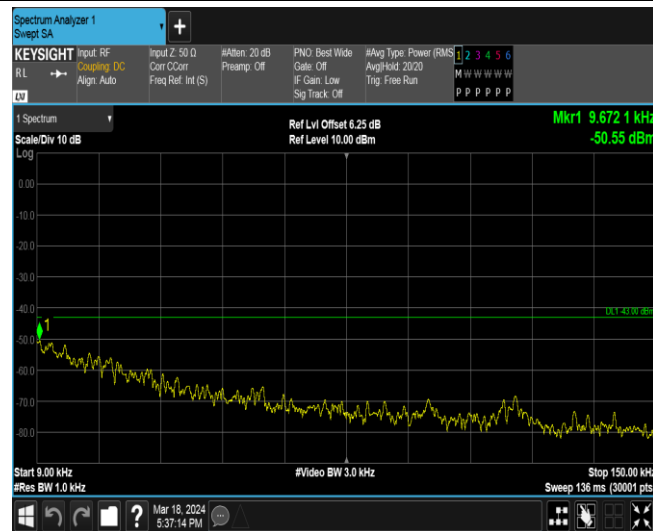 Spectrum Analyzer 1
Swept SA
+
KEYSIGHT
RL
LXI
Input: RF
Coupling: DC
Align: Auto
Input Z: 50 Ω
Corr CCorr
Freq Ref: Int (S)
#Atten: 20 dB
Preamp: Off
PNO: Best Wide
Gate: Off
IF Gain: Low
Sig Track: Off
#Avg Type: Power (RMS
Avg|Hold: 20/20
Trig: Free Run
1 2 3 4 5 6
M W W W W W
P P P P P P
1 Spectrum
Scale/Div 10 dB
Log
Ref Lvl Offset 6.25 dB
Ref Level 10.00 dBm
Mkr1 9.672 1 kHz
-50.55 dBm
0.00
-10.0
-20.0
-30.0
-40.0
DL1 -43.00 dBm
1
-50.0
-60.0
-70.0
-80.0
Start 9.00 kHz
#Video BW 3.0 kHz
Stop 150.00 kHz
#Res BW 1.0 kHz
Sweep 136 ms (30001 pts
?
Mar 18, 2024
5:37:14 PM